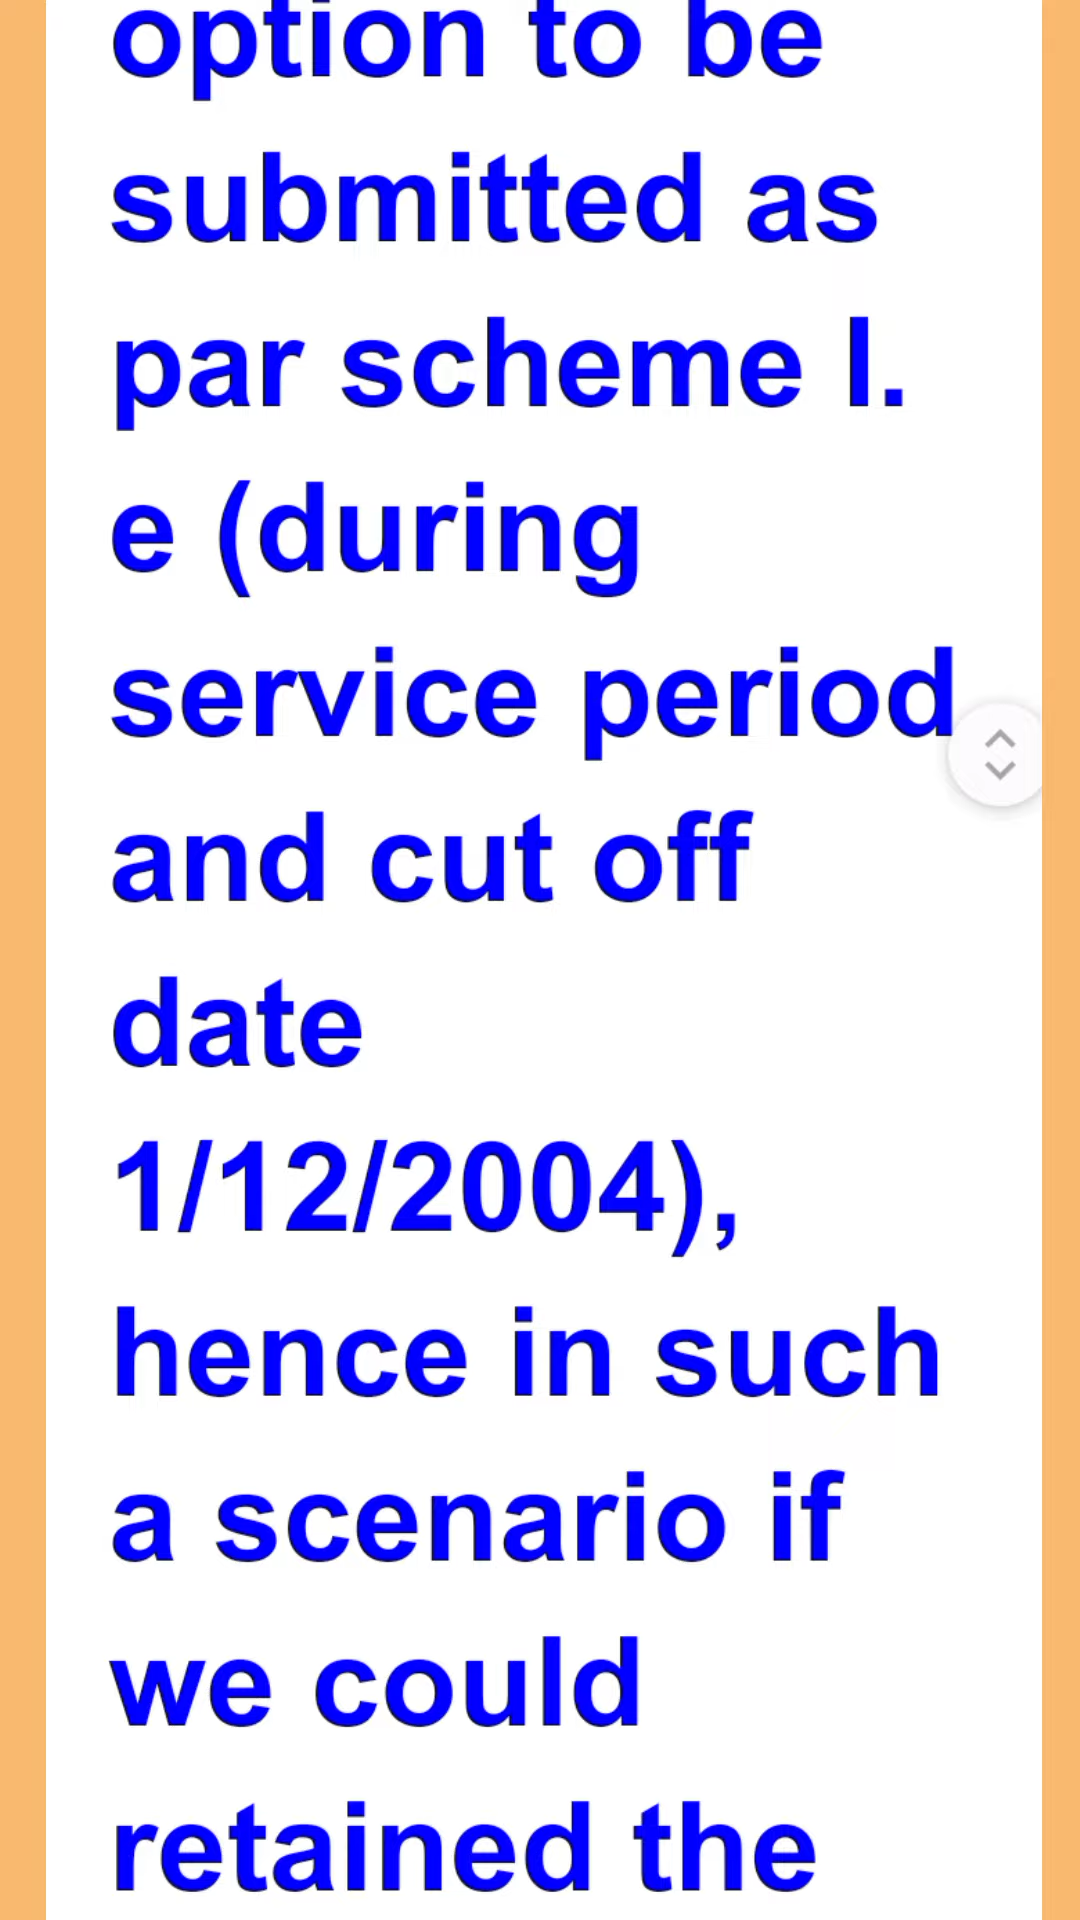 option to be
submitted as
par scheme I.
e (during
service period
and cut off
date
1/12/2004),
hence in such
a scenario if
we could
retained the